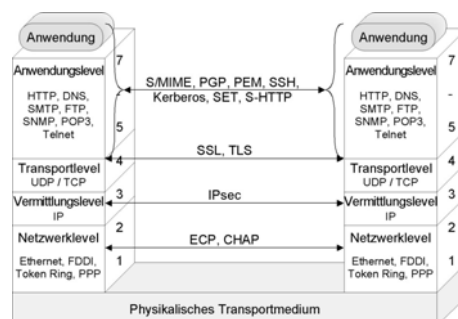 Anwendung
Anwendung
Anwendungslevel
7
HTTP, DNS,
SMTP, FTP,
SNMP, POP3,
Telnet
5
S/MIME, PGP, PEM, SSH,
Kerberos, SET, S-HTTP
Anwendungslevel
7
HTTP, DNS,
-
SMTP, FTP,
SNMP, POP3,
Telnet
5
SSL, TLS
Transportlevel
4
UDP / TCP
Transportlevel
4
UDP / TCP
Vermittlungslevel
3
IP
IPsec
Vermittlungslevel
3
IP
Netzwerklevel
2
Ethernet, FDDI,
1
Token Ring, PPP
ECP, CHAP
Netzwerklevel
2
Ethernet, FDDI,
1
Token Ring, PPP
Physikalisches Transportmedium